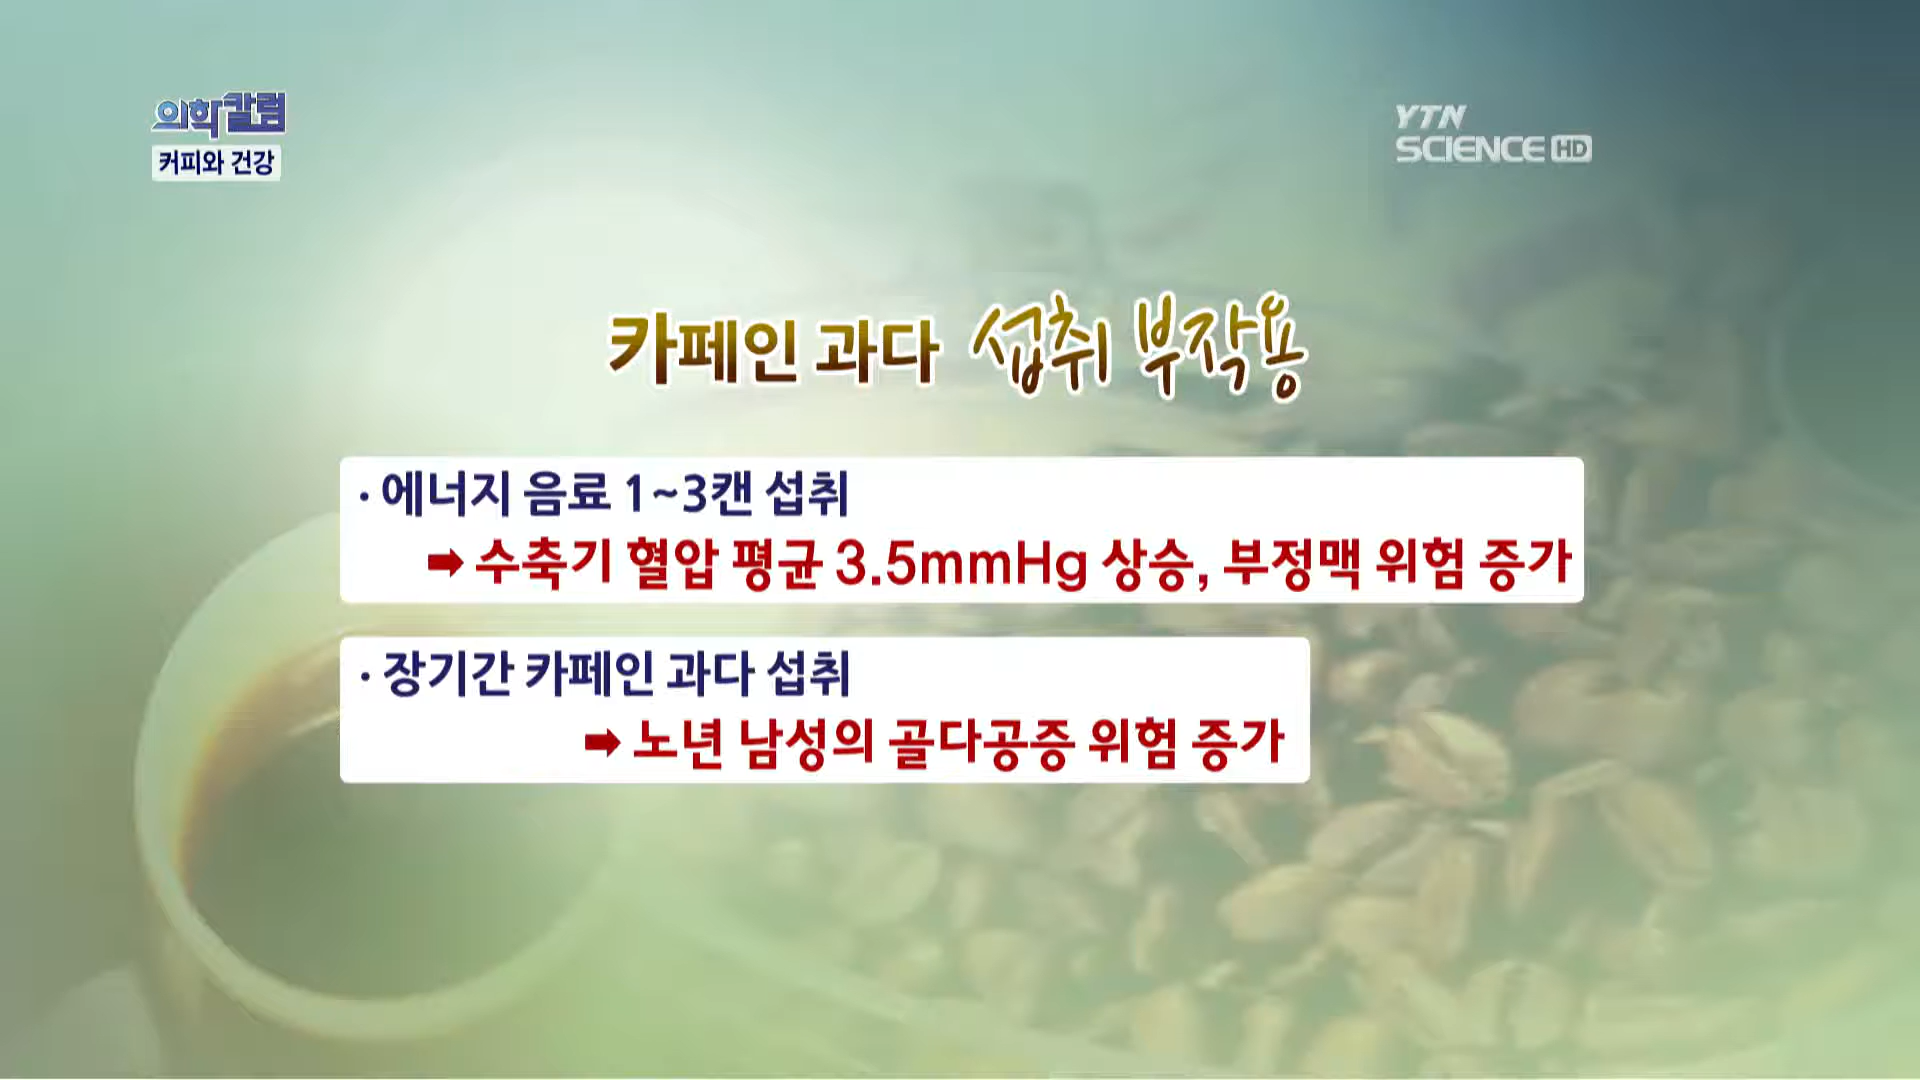 의학칼럼
커피와 건강
YTN
SCIENCE HD
카페인 과다 섭취 부작용
· 에너지 음료 1~3캔 섭취
➡ 수축기 혈압 평균 3.5mmHg 상승, 부정맥 위험 증가
· 장기간 카페인 과다 섭취
➡ 노년 남성의 골다공증 위험 증가